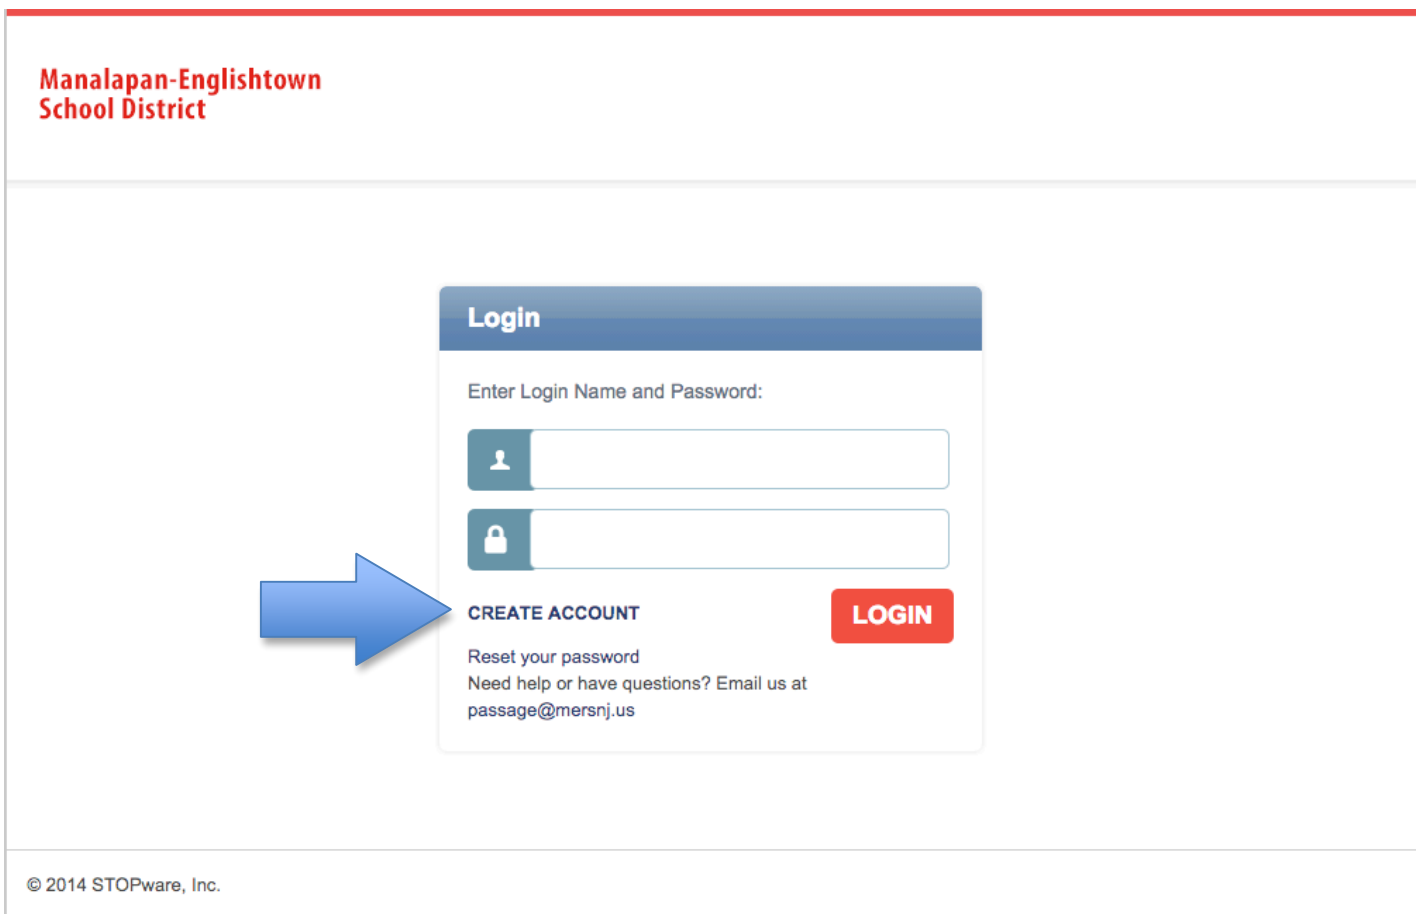 Manalapan-Englishtown
School District
Login
Enter Login Name and Password:
CREATE ACCOUNT
LOGIN
Reset your password
Need help or have questions? Email us at
passage@mersnj.us
© 2014 STOPware, Inc.